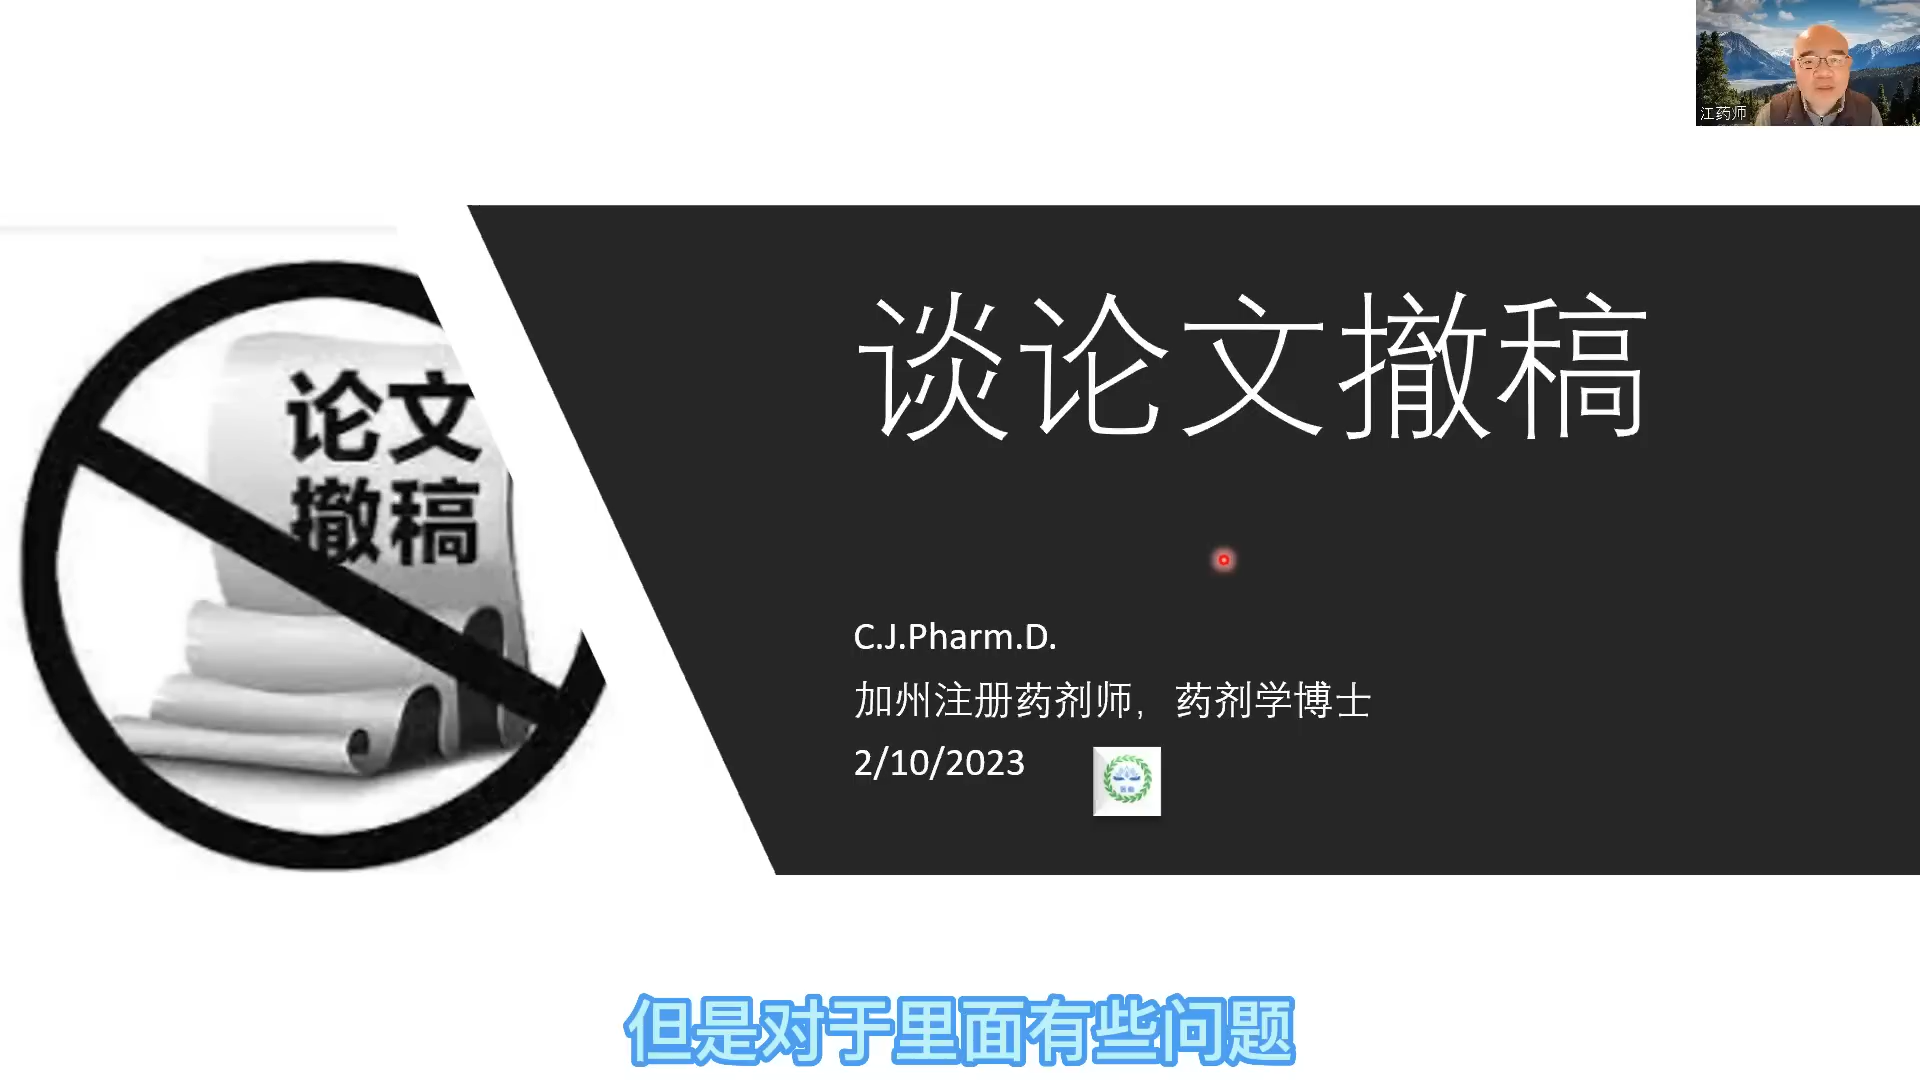 江药师
论文
撤稿
谈论文撤稿
C.J.Pharm.D.
加州注册药剂师，药剂学博士
2/10/2023
但是对于里面有些问题